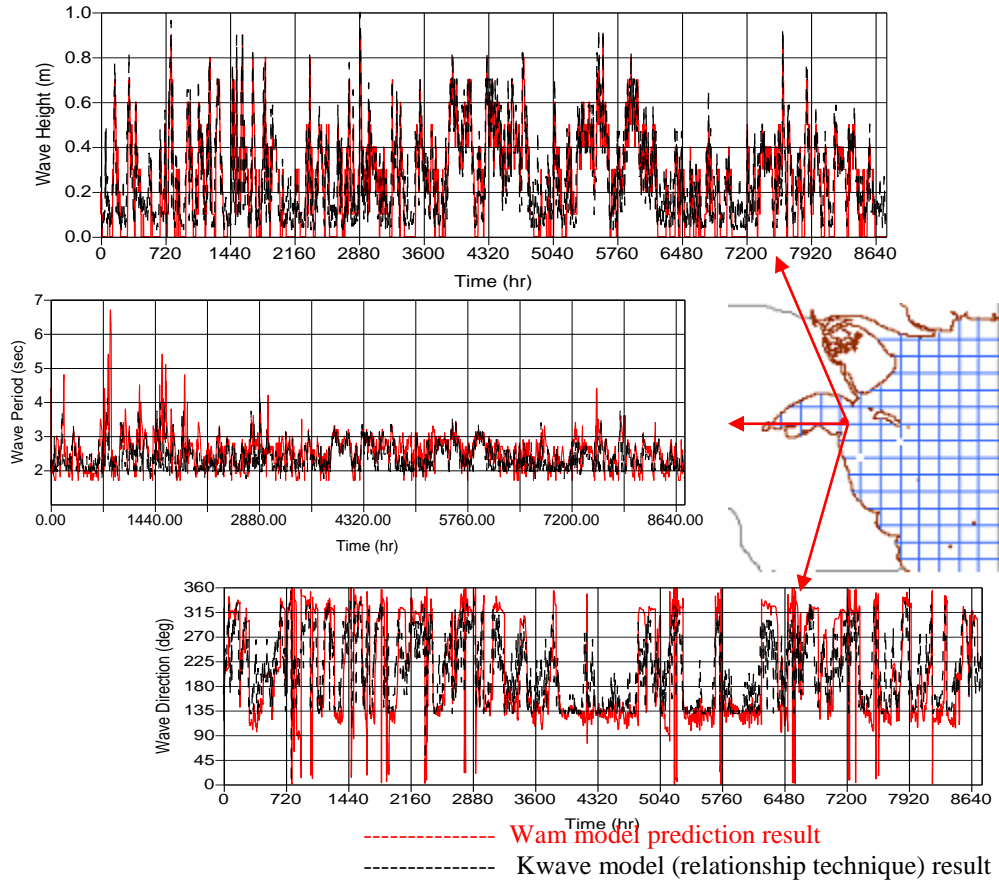 Wave Height (m)
1.0
0.8
0.6
0.4
0.2
0.0
0 720 1440 2160 2880 3600 4320 5040 5760 6480 7200 7920 8640
Time (hr)
Wave Period (sec)
7
6
5
4
3
2
0.00 1440.00 2880.00 4320.00 5760.00 7200.00 8640.00
Time (hr)
Wave Direction (deg)
360
315
270
225
180
135
90
45
0
0 720 1440 2160 2880 3600 4320 5040 5760 6480 7200 7920 8640
Time (hr)
Wam model prediction result
Kwave model (relationship technique) result